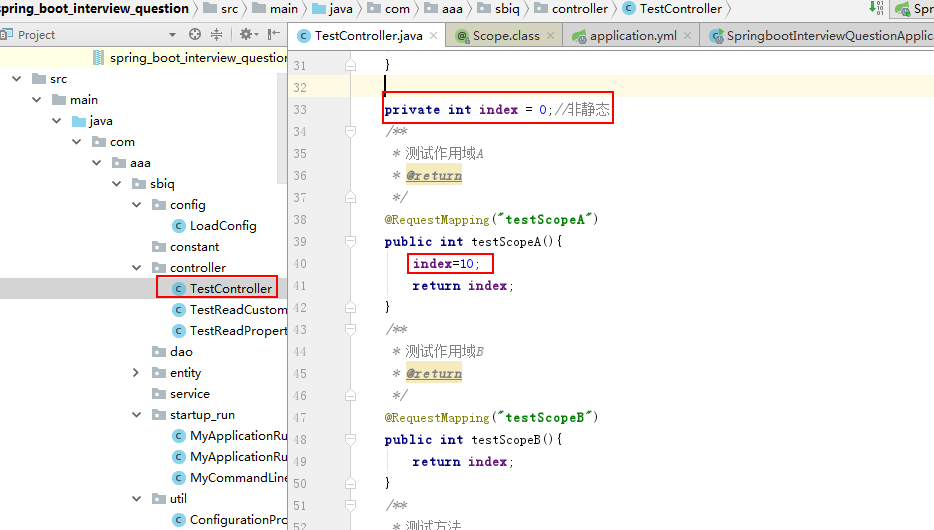 spring_boot_interview_question src main java com aaa sbiq controller TestController Spri
Project
TestController.java Scope.class application.yml SpringbootInterviewQuestionApplic
spring_boot_interview_question
src
main
java
com
aaa
sbiq
config
LoadConfig
constant
controller
TestController
TestReadCustom
TestReadPropert
dao
entity
service
startup_run
MyApplicationRu
MyApplicationRu
MyCommandLine
util
ConfigurationPro
31 }
32
33 private int index = 0;//非静态
34 /**
35 * 测试作用域A
36 * @return
37 */
38 @RequestMapping("testScopeA")
39 public int testScopeA(){
40 index=10;
41 return index;
42 }
43 /**
44 * 测试作用域B
45 * @return
46 */
47 @RequestMapping("testScopeB")
48 public int testScopeB(){
49 return index;
50 }
51 /**
52 * 测试方法